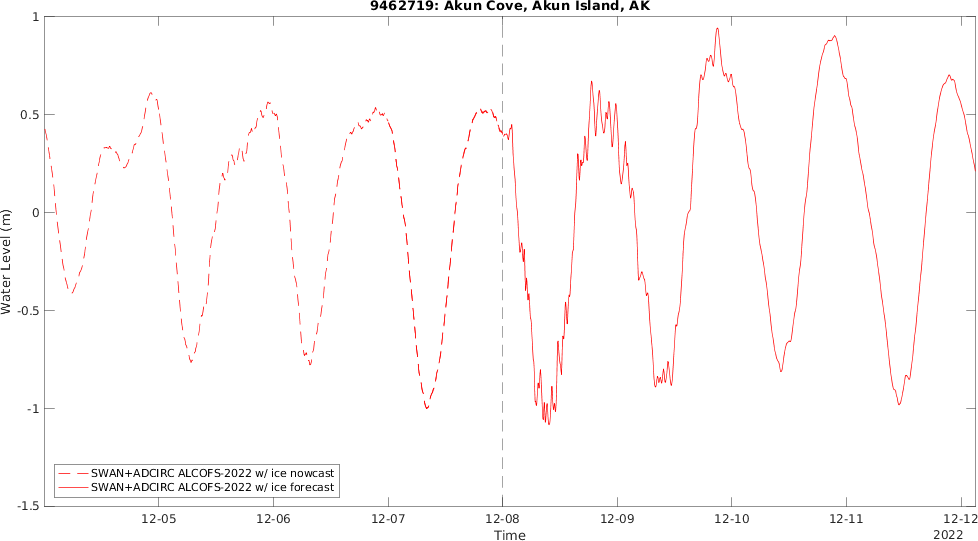 9462719: Akun Cove, Akun Island, AK
1
0.5
0
-0.5
-1
-1.5
Water Level (m)
SWAN+ADCIRC ALCOFS-2022 w/ ice nowcast
SWAN+ADCIRC ALCOFS-2022 w/ ice forecast
12-05 12-06 12-07 12-08 12-09 12-10 12-11 12-12
Time
2022